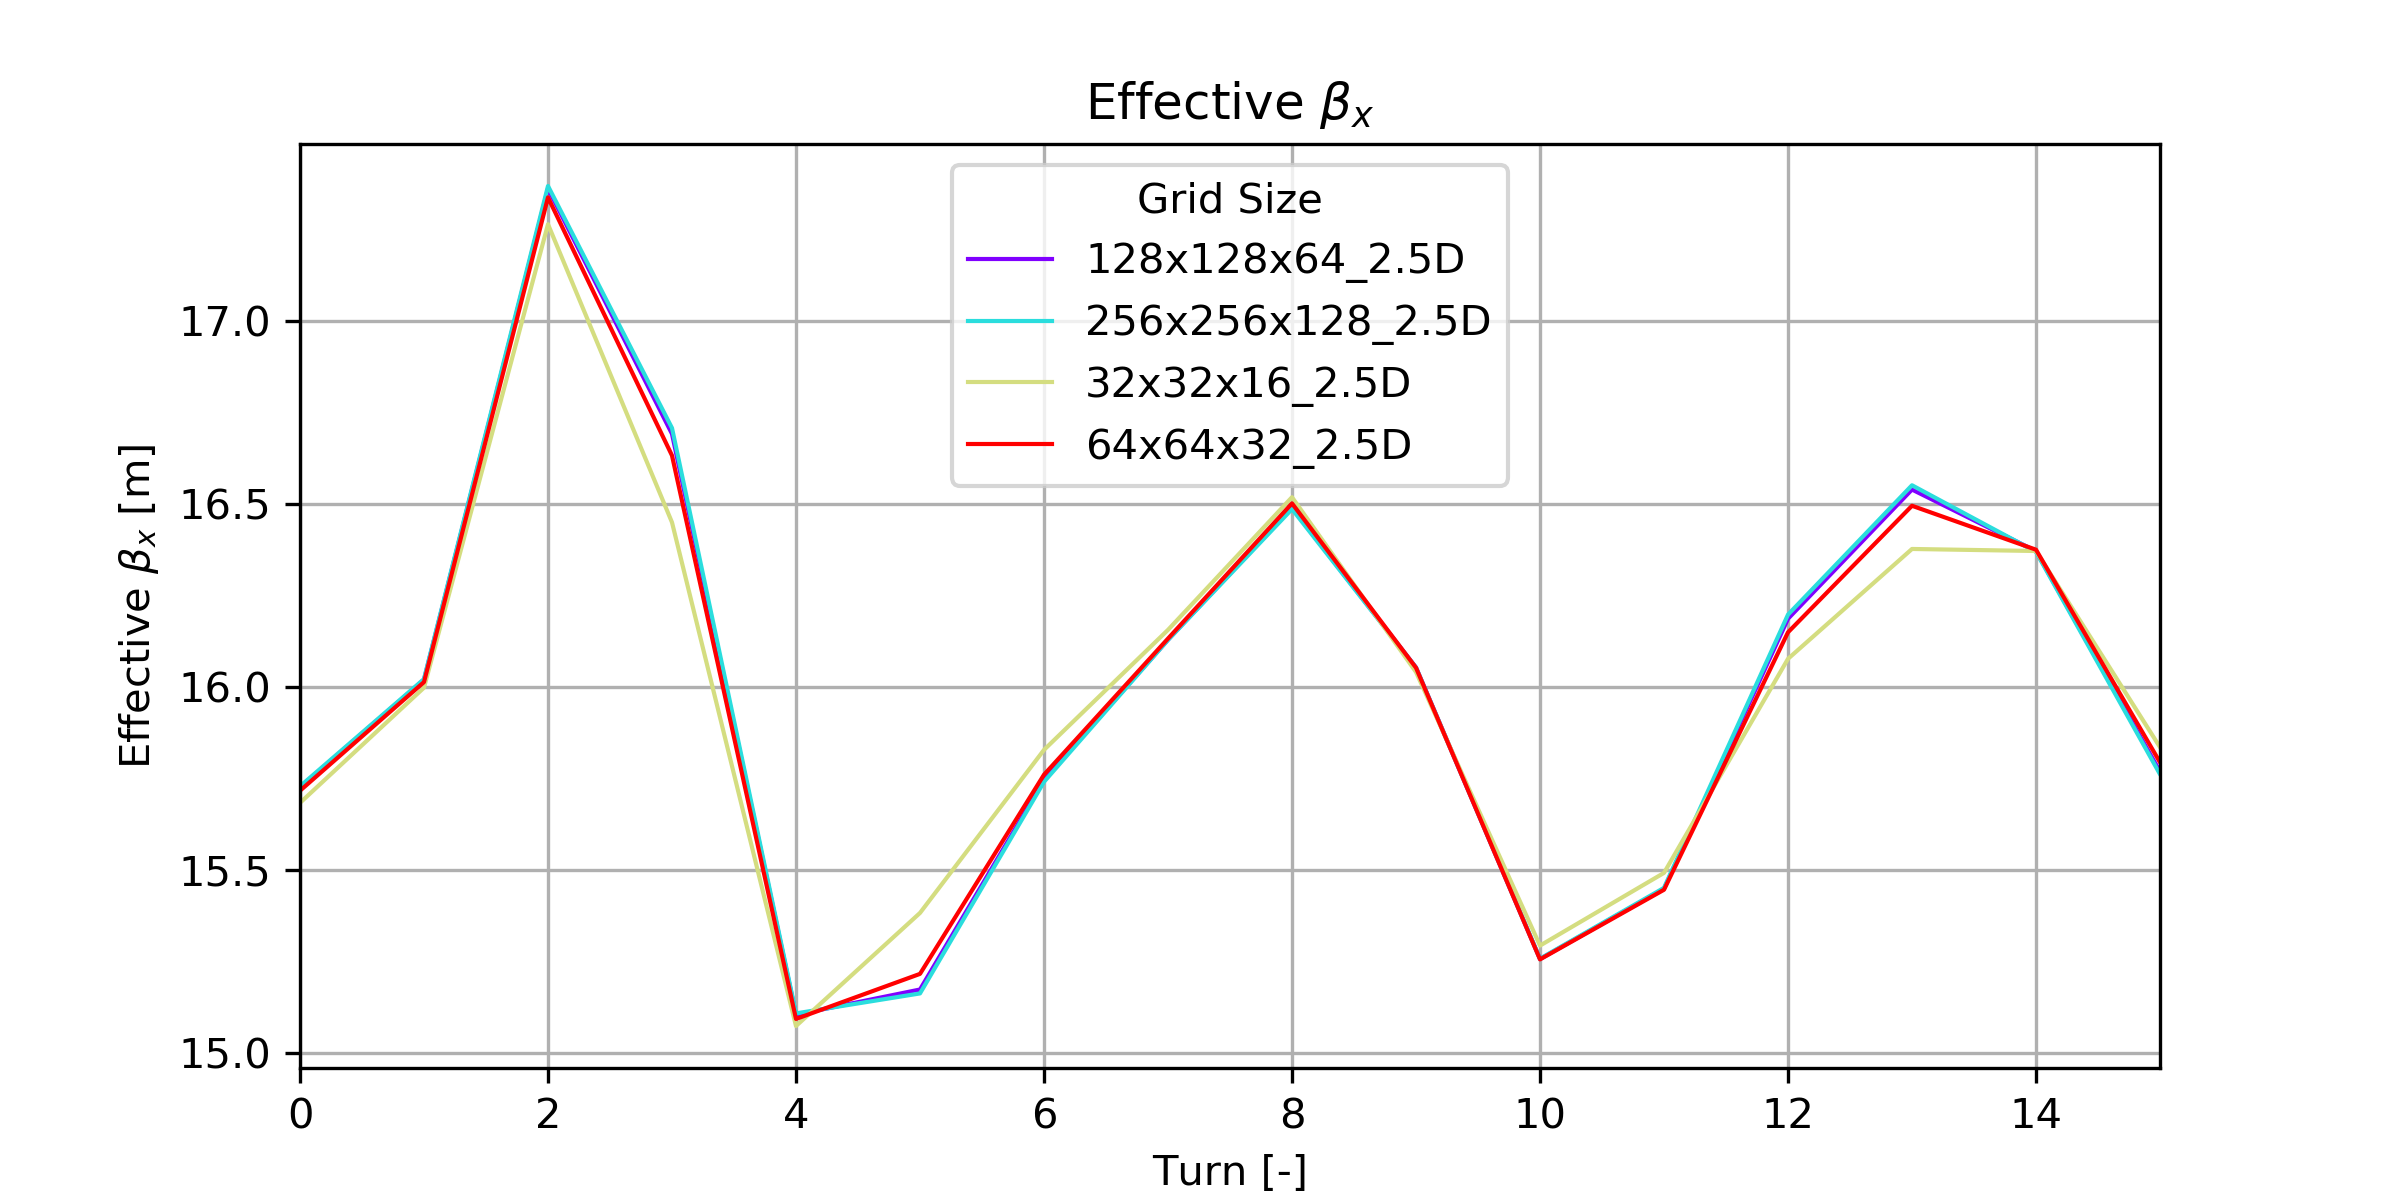 Effective βx
Grid Size
128x128x64_2.5D
256x256x128_2.5D
32x32x16_2.5D
64x64x32_2.5D
Effective βx [m]
17.0
16.5
16.0
15.5
15.0
0 2 4 6 8 10 12 14
Turn [-]